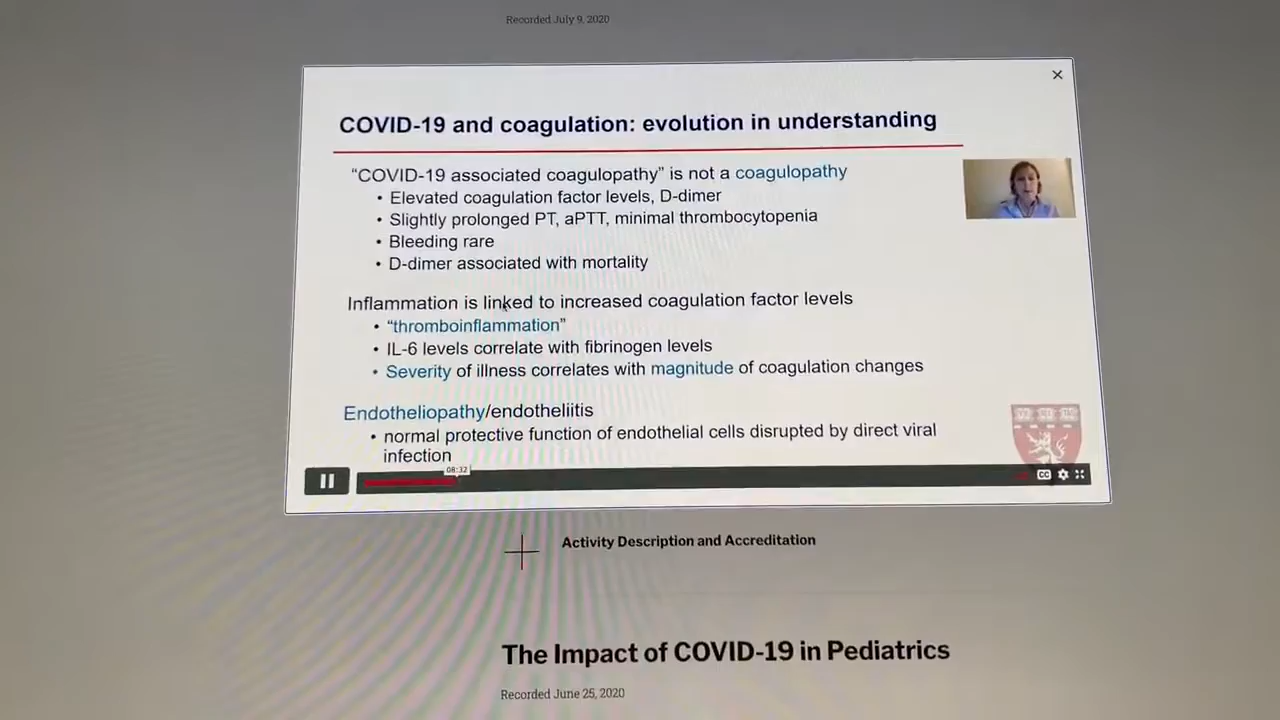 Recorded July 9, 2020
×
COVID-19 and coagulation: evolution in understanding
“COVID-19 associated coagulopathy” is not a coagulopathy
• Elevated coagulation factor levels, D-dimer
• Slightly prolonged PT, aPTT, minimal thrombocytopenia
• Bleeding rare
• D-dimer associated with mortality
Inflammation is linked to increased coagulation factor levels
• “thromboinflammation”
• IL-6 levels correlate with fibrinogen levels
• Severity of illness correlates with magnitude of coagulation changes
Endotheliopathy/endotheliitis
• normal protective function of endothelial cells disrupted by direct viral
infection
08:32
CC
Activity Description and Accreditation
The Impact of COVID-19 in Pediatrics
Recorded June 25, 2020